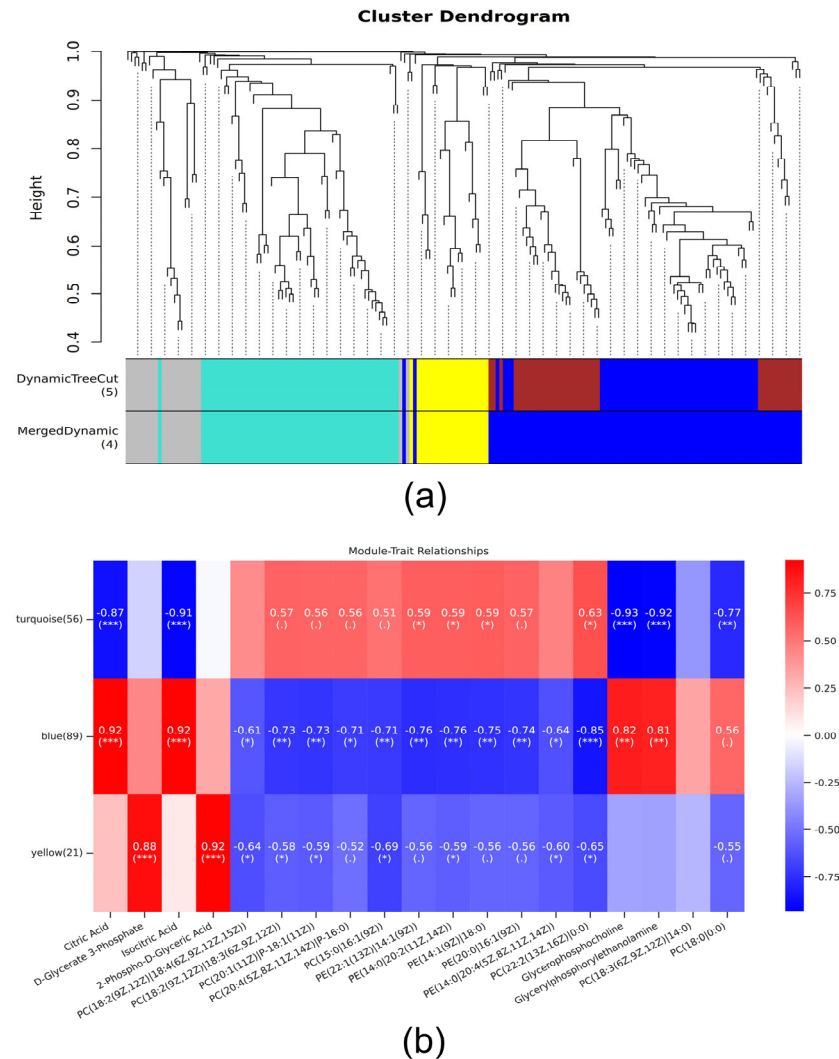 Cluster Dendrogram
Height
1.0
0.9
0.8
0.7
0.6
0.5
0.4
DynamicTreeCut
(5)
MergedDynamic
(4)
(a)
Module-Trait Relationships
turquoise(56)
-0.87 -0.91 0.57 0.56 0.56 0.51 0.59 0.59 0.59 0.57 0.63 -0.93 -0.92 -0.77
(***) (***) (.) (.) (.) (.) (*) (*) (*) (.) (*) (***) (***) (**)
blue(89)
0.92 0.92 -0.61 -0.73 -0.73 -0.71 -0.71 -0.76 -0.76 -0.75 -0.74 -0.64 -0.85 0.82 0.81 0.56
(***) (***) (*) (**) (**) (*) (**) (**) (**) (**) (**) (*) (***) (**) (**) (.)
yellow(21)
0.88 0.92 -0.64 -0.58 -0.59 -0.52 -0.69 -0.56 -0.59 -0.56 -0.56 -0.60 -0.65 -0.55
(***) (***) (*) (*) (*) (.) (*) (.) (*) (.) (.) (*) (*) (.)
0.75
0.50
0.25
0.00
-0.25
-0.50
-0.75
Citric Acid
D-Glycerate 3-Phosphate
Isocitric Acid
2-Phospho-D-Glyceric Acid
PC(18:2(9Z,12Z)|18:4(6Z,9Z,12Z,15Z))
PC(18:2(9Z,12Z)|18:3(6Z,9Z,12Z))
PC(20:1(11Z)|P-18:1(11Z))
PC(20:4(5Z,8Z,11Z,14Z)|P-16:0)
PC(15:0|16:1(9Z))
PE(22:1(13Z)|14:1(9Z))
PE(14:0|20:2(11Z,14Z))
PE(14:1(9Z)|18:0)
PE(20:0|16:1(9Z))
PE(14:0|20:4(5Z,8Z,11Z,14Z))
PC(22:2(13Z,16Z)|0:0)
Glycerophosphocholine
Glycerylphosphorylethanolamine
PC(18:3(6Z,9Z,12Z)|14:0)
PC(18:0|0:0)
(b)